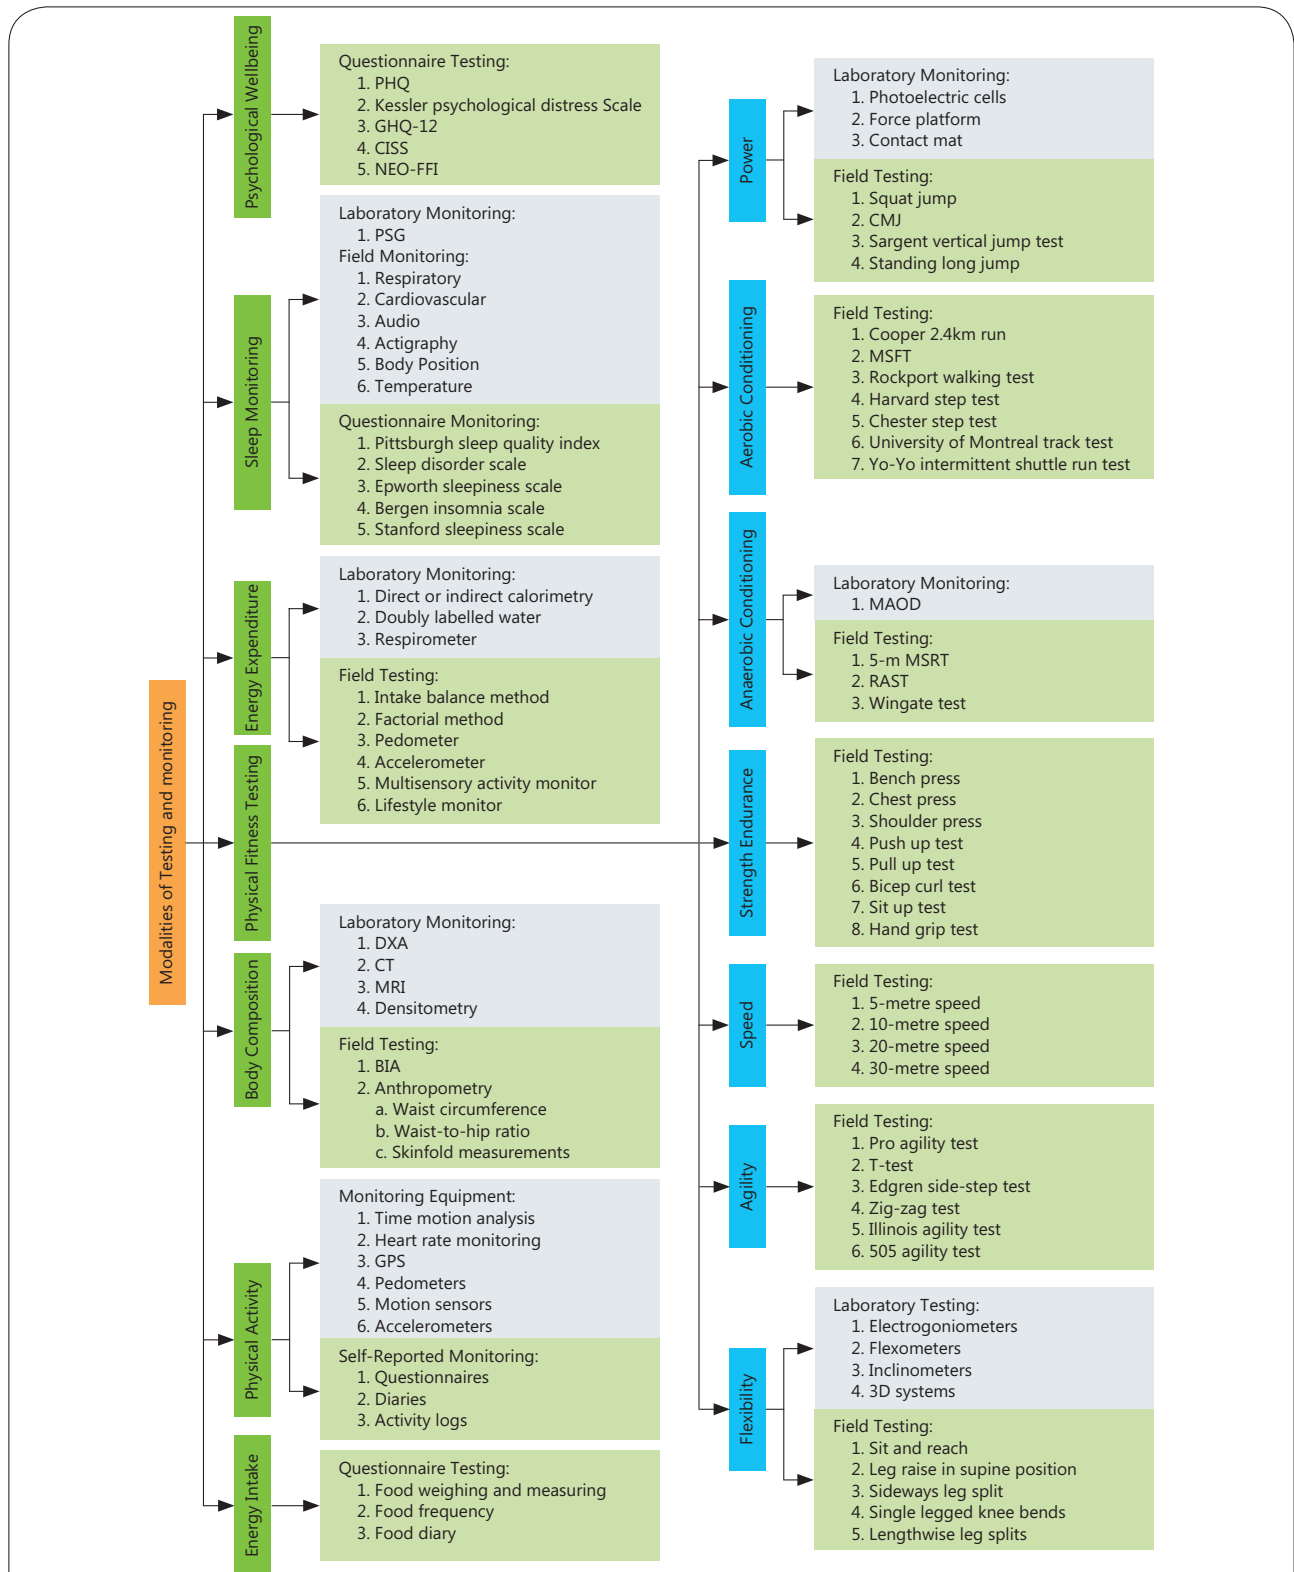 Modalities of Testing and monitoring
Psychological Wellbeing
Questionnaire Testing:
1. PHQ
2. Kessler psychological distress Scale
3. GHQ-12
4. CISS
5. NEO-FFI
Sleep Monitoring
Laboratory Monitoring:
1. PSG
Field Monitoring:
1. Respiratory
2. Cardiovascular
3. Audio
4. Actigraphy
5. Body Position
6. Temperature
Questionnaire Monitoring:
1. Pittsburgh sleep quality index
2. Sleep disorder scale
3. Epworth sleepiness scale
4. Bergen insomnia scale
5. Stanford sleepiness scale
Energy Expenditure
Laboratory Monitoring:
1. Direct or indirect calorimetry
2. Doubly labelled water
3. Respirometer
Field Testing:
1. Intake balance method
2. Factorial method
3. Pedometer
4. Accelerometer
5. Multisensory activity monitor
6. Lifestyle monitor
Physical Fitness Testing
Body Composition
Laboratory Monitoring:
1. DXA
2. CT
3. MRI
4. Densitometry
Field Testing:
1. BIA
2. Anthropometry
a. Waist circumference
b. Waist-to-hip ratio
c. Skinfold measurements
Physical Activity
Monitoring Equipment:
1. Time motion analysis
2. Heart rate monitoring
3. GPS
4. Pedometers
5. Motion sensors
6. Accelerometers
Self-Reported Monitoring:
1. Questionnaires
2. Diaries
3. Activity logs
Energy Intake
Questionnaire Testing:
1. Food weighing and measuring
2. Food frequency
3. Food diary
Power
Laboratory Monitoring:
1. Photoelectric cells
2. Force platform
3. Contact mat
Field Testing:
1. Squat jump
2. CMJ
3. Sargent vertical jump test
4. Standing long jump
Aerobic Conditioning
Field Testing:
1. Cooper 2.4km run
2. MSFT
3. Rockport walking test
4. Harvard step test
5. Chester step test
6. University of Montreal track test
7. Yo-Yo intermittent shuttle run test
Anaerobic Conditioning
Laboratory Monitoring:
1. MAOD
Field Testing:
1. 5-m MSRT
2. RAST
3. Wingate test
Strength Endurance
Field Testing:
1. Bench press
2. Chest press
3. Shoulder press
4. Push up test
5. Pull up test
6. Bicep curl test
7. Sit up test
8. Hand grip test
Speed
Field Testing:
1. 5-metre speed
2. 10-metre speed
3. 20-metre speed
4. 30-metre speed
Agility
Field Testing:
1. Pro agility test
2. T-test
3. Edgren side-step test
4. Zig-zag test
5. Illinois agility test
6. 505 agility test
Flexibility
Laboratory Testing:
1. Electrogoniometers
2. Flexometers
3. Inclinometers
4. 3D systems
Field Testing:
1. Sit and reach
2. Leg raise in supine position
3. Sideways leg split
4. Single legged knee bends
5. Lengthwise leg splits